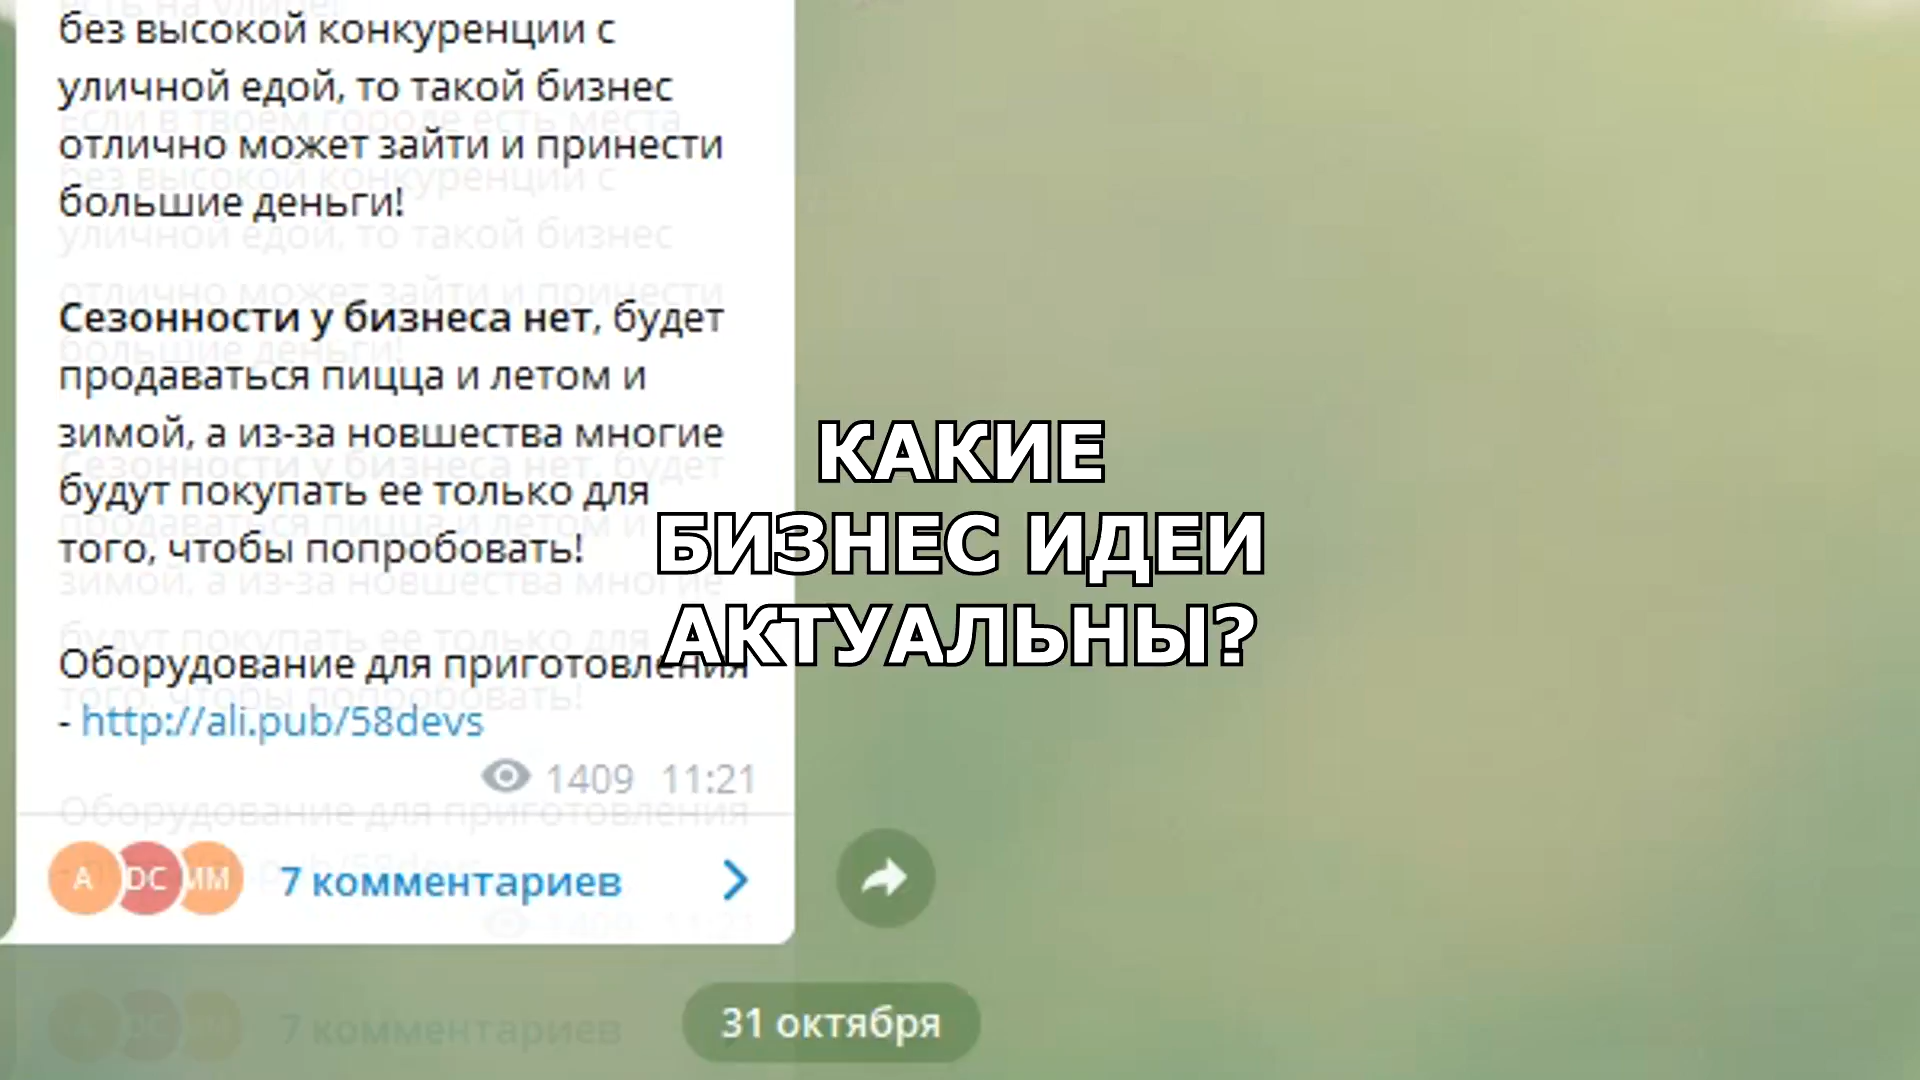 без высокой конкуренции с
уличной едой, то такой бизнес
отлично может зайти и принести
большие деньги!
Сезонности у бизнеса нет, будет
продаваться пицца и летом и
зимой, а из-за новшества многие
будут покупать ее только для
того, чтобы попробовать!
Оборудование для приготовления
- http://ali.pub/58devs
1409 11:21
A DC ИМ 7 комментариев
31 октября
КАКИЕ
БИЗНЕС ИДЕИ
АКТУАЛЬНЫ?